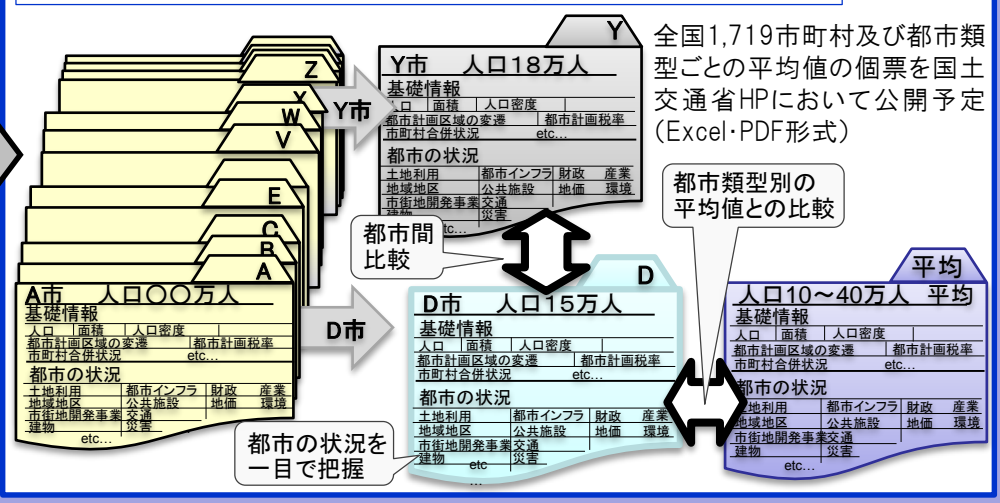 全国1,719市町村及び都市類
型ごとの平均値の個票を国土
交通省HPにおいて公開予定
（Excel･PDF形式）
Z
Y
W
V
E
C
B
A
A市　人口〇〇万人
基礎情報
人口　面積　人口密度
都市計画区域の変遷　都市計画税率
市町村合併状況　etc…
都市の状況
土地利用　都市インフラ　財政　産業
地域地区　公共施設　地価　環境
市街地開発事業　交通
建物　災害
etc…
Y市
D市
Y
Y市　人口18万人
基礎情報
人口　面積　人口密度
都市計画区域の変遷　都市計画税率
市町村合併状況　etc…
都市の状況
土地利用　都市インフラ　財政　産業
地域地区　公共施設　地価　環境
市街地開発事業　交通
建物　災害
etc…
都市間
比較
都市類型別の
平均値との比較
D
D市　人口15万人
基礎情報
人口　面積　人口密度
都市計画区域の変遷　都市計画税率
市町村合併状況　etc…
都市の状況
土地利用　都市インフラ　財政　産業
地域地区　公共施設　地価　環境
市街地開発事業　交通
建物　災害
etc
…
都市の状況を
一目で把握
平均
人口10～40万人　平均
基礎情報
人口　面積　人口密度
都市計画区域の変遷　都市計画税率
市町村合併状況　etc…
都市の状況
土地利用　都市インフラ　財政　産業
地域地区　公共施設　地価　環境
市街地開発事業　交通
建物　災害
etc…